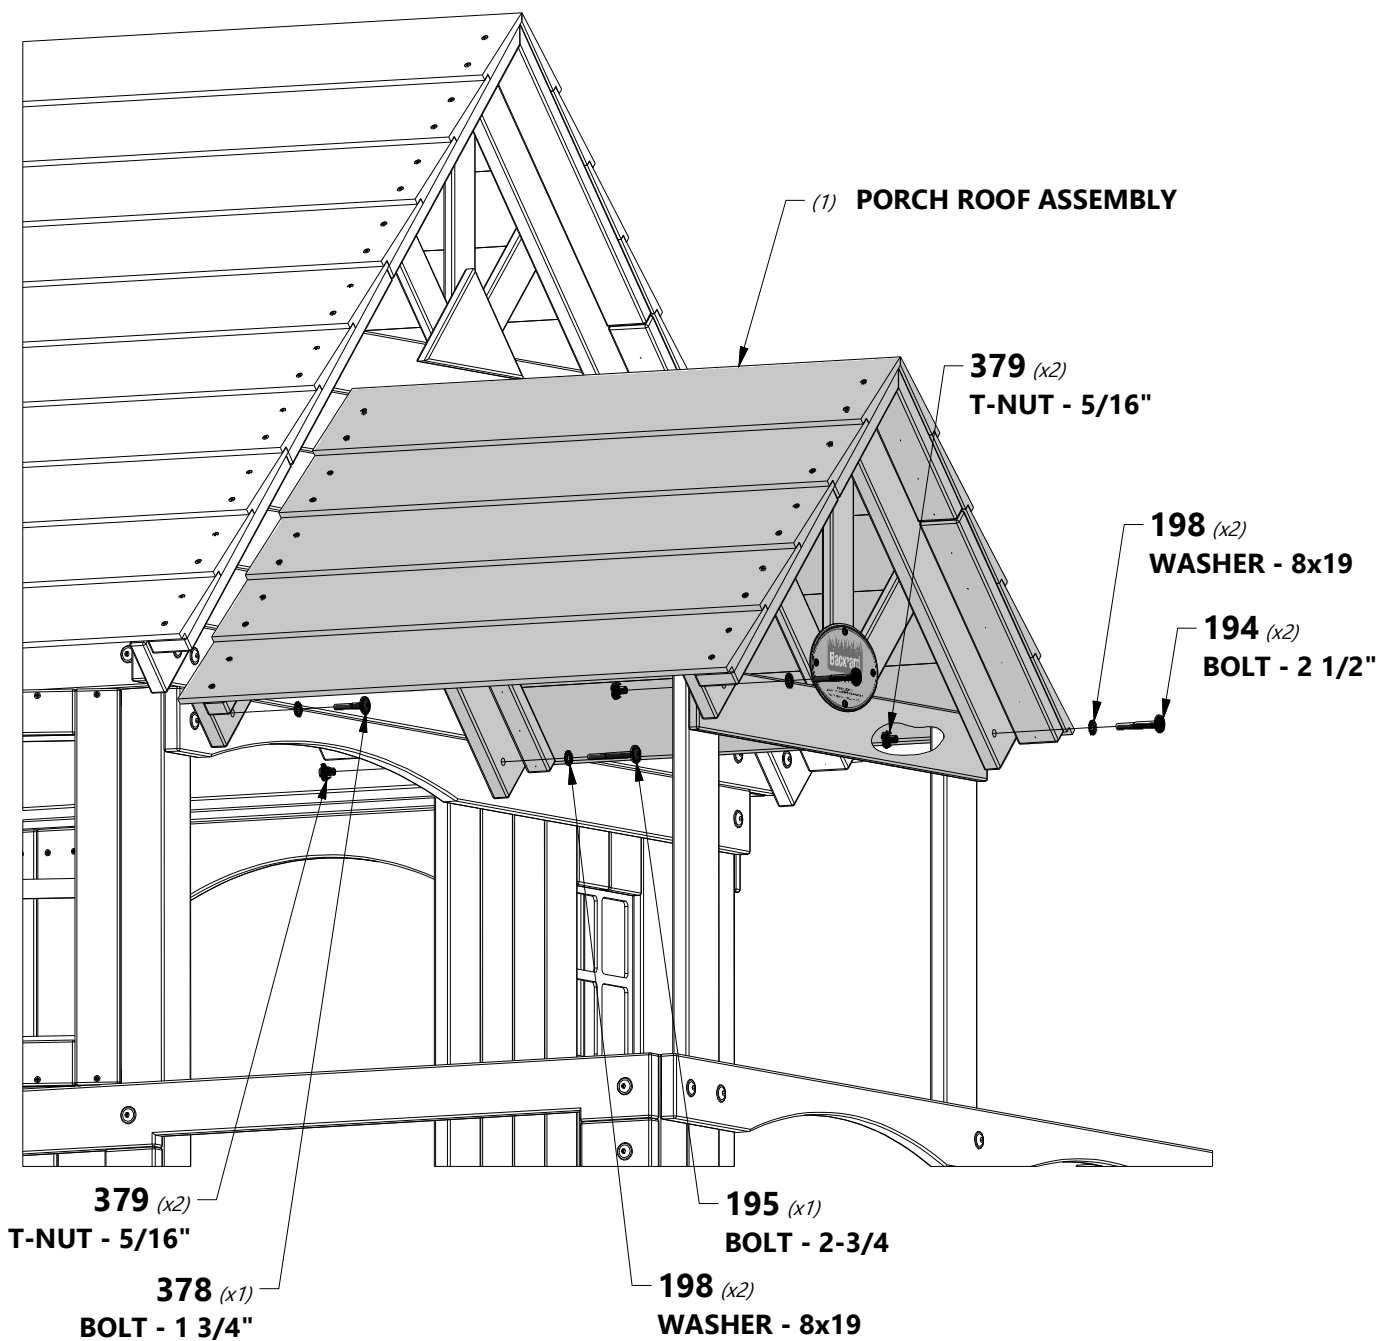 (1) PORCH ROOF ASSEMBLY
379 (x2)
T-NUT - 5/16"
198 (x2)
WASHER - 8x19
194 (x2)
BOLT - 2 1/2"
Backyard
379 (x2)
T-NUT - 5/16"
195 (x1)
BOLT - 2-3/4
378 (x1)
BOLT - 1 3/4"
198 (x2)
WASHER - 8x19